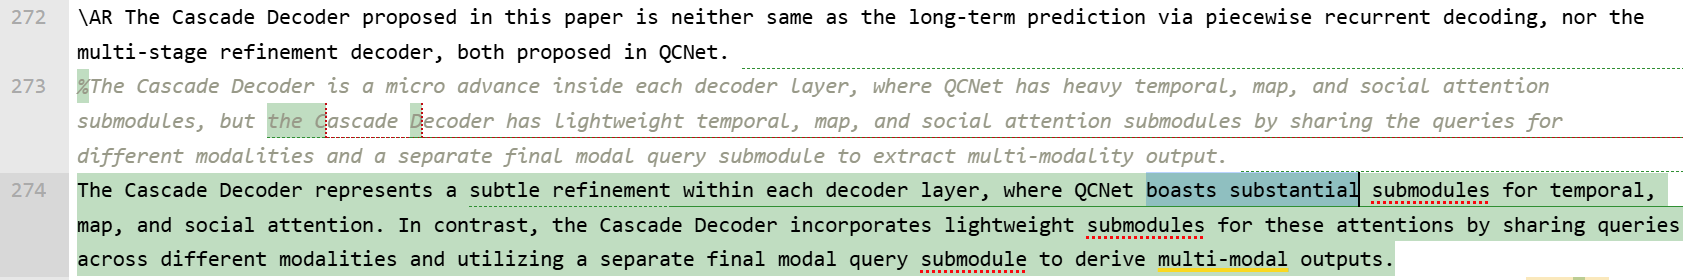 272 \AR The Cascade Decoder proposed in this paper is neither same as the long-term prediction via piecewise recurrent decoding, nor the
multi-stage refinement decoder, both proposed in QCNet.
273 %The Cascade Decoder is a micro advance inside each decoder layer, where QCNet has heavy temporal, map, and social attention
submodules, but the Cascade Decoder has lightweight temporal, map, and social attention submodules by sharing the queries for
different modalities and a separate final modal query submodule to extract multi-modality output.
274 The Cascade Decoder represents a subtle refinement within each decoder layer, where QCNet boasts substantial submodules for temporal,
map, and social attention. In contrast, the Cascade Decoder incorporates lightweight submodules for these attentions by sharing queries
across different modalities and utilizing a separate final modal query submodule to derive multi-modal outputs.